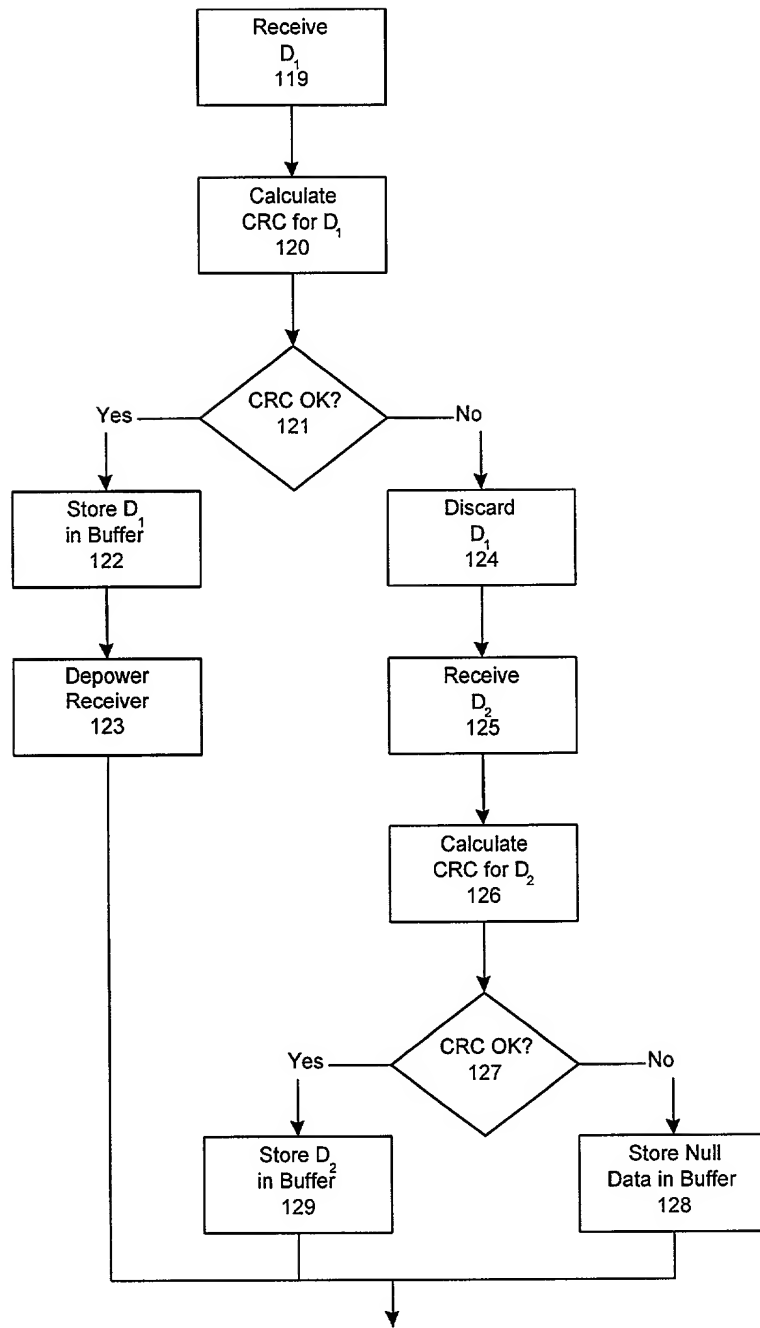 Receive
D₁
119
Calculate
CRC for D₁
120
CRC OK?
121
Yes
No
Store D₁
in Buffer
122
Discard
D₁
124
Depower
Receiver
123
Receive
D₂
125
Calculate
CRC for D₂
126
CRC OK?
127
Yes
No
Store D₂
in Buffer
129
Store Null
Data in Buffer
128